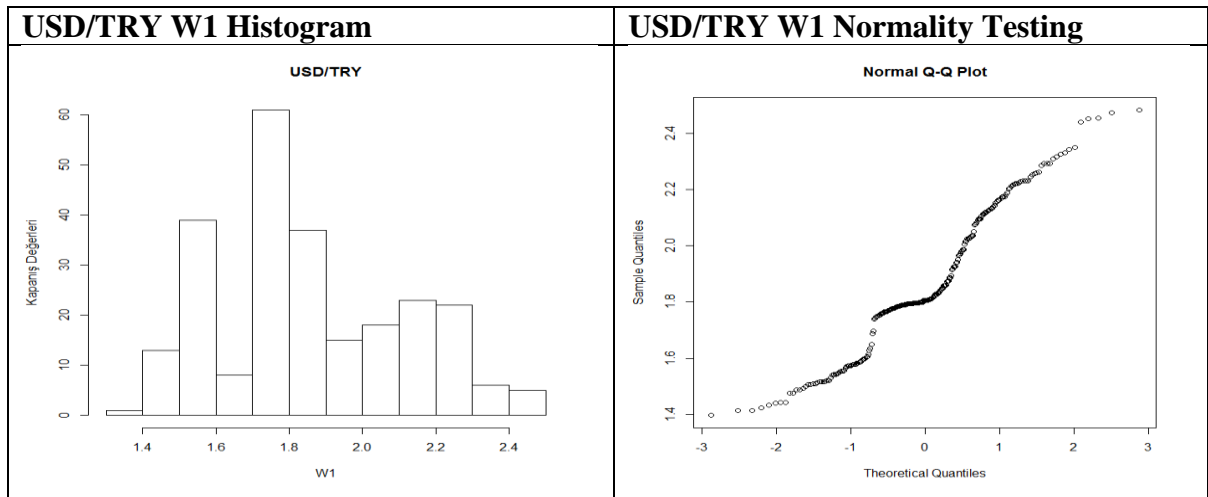 USD/TRY W1 Histogram
USD/TRY W1 Normality Testing
USD/TRY
Kapanış Değerleri
60
50
40
30
20
10
0
1.4 1.6 1.8 2.0 2.2 2.4
W1
Normal Q-Q Plot
Sample Quantiles
2.4
2.2
2.0
1.8
1.6
1.4
-3 -2 -1 0 1 2 3
Theoretical Quantiles